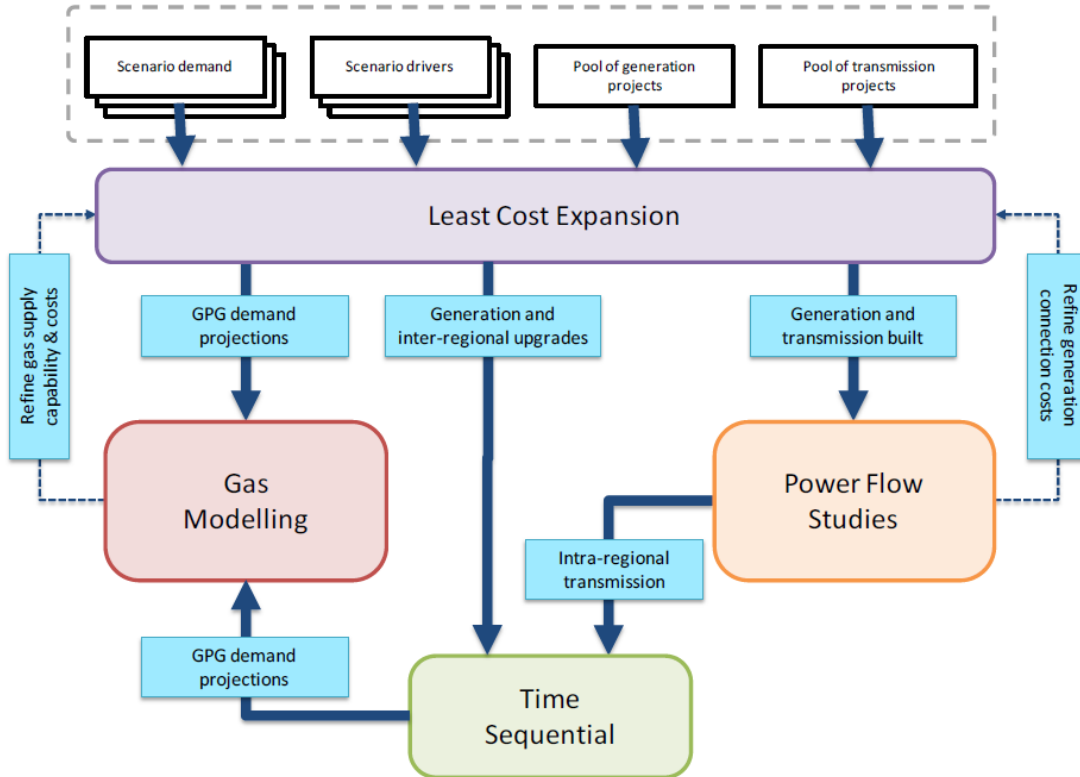 Scenario demand
Scenario drivers
Pool of generation
projects
Pool of transmission
projects
Least Cost Expansion
Refine gas supply
capability & costs
GPG demand
projections
Generation and
inter-regional upgrades
Generation and
transmission built
Refine generation
connection costs
Gas
Modelling
Power Flow
Studies
Intra-regional
transmission
GPG demand
projections
Time
Sequential